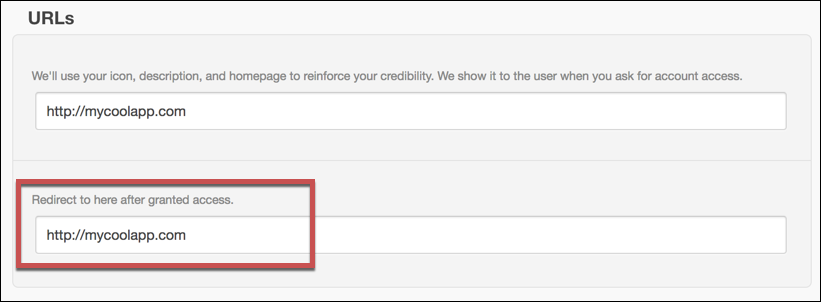 URLs
We'll use your icon, description, and homepage to reinforce your credibility. We show it to the user when you ask for account access.
http://mycoolapp.com
Redirect to here after granted access.
http://mycoolapp.com